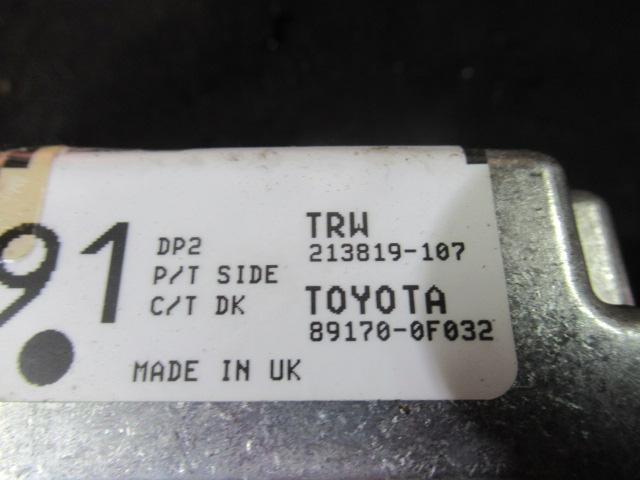 91
DP2
P/T SIDE
C/T DK
TRW
213819-107
TOYOTA
89170-0F032
MADE IN UK